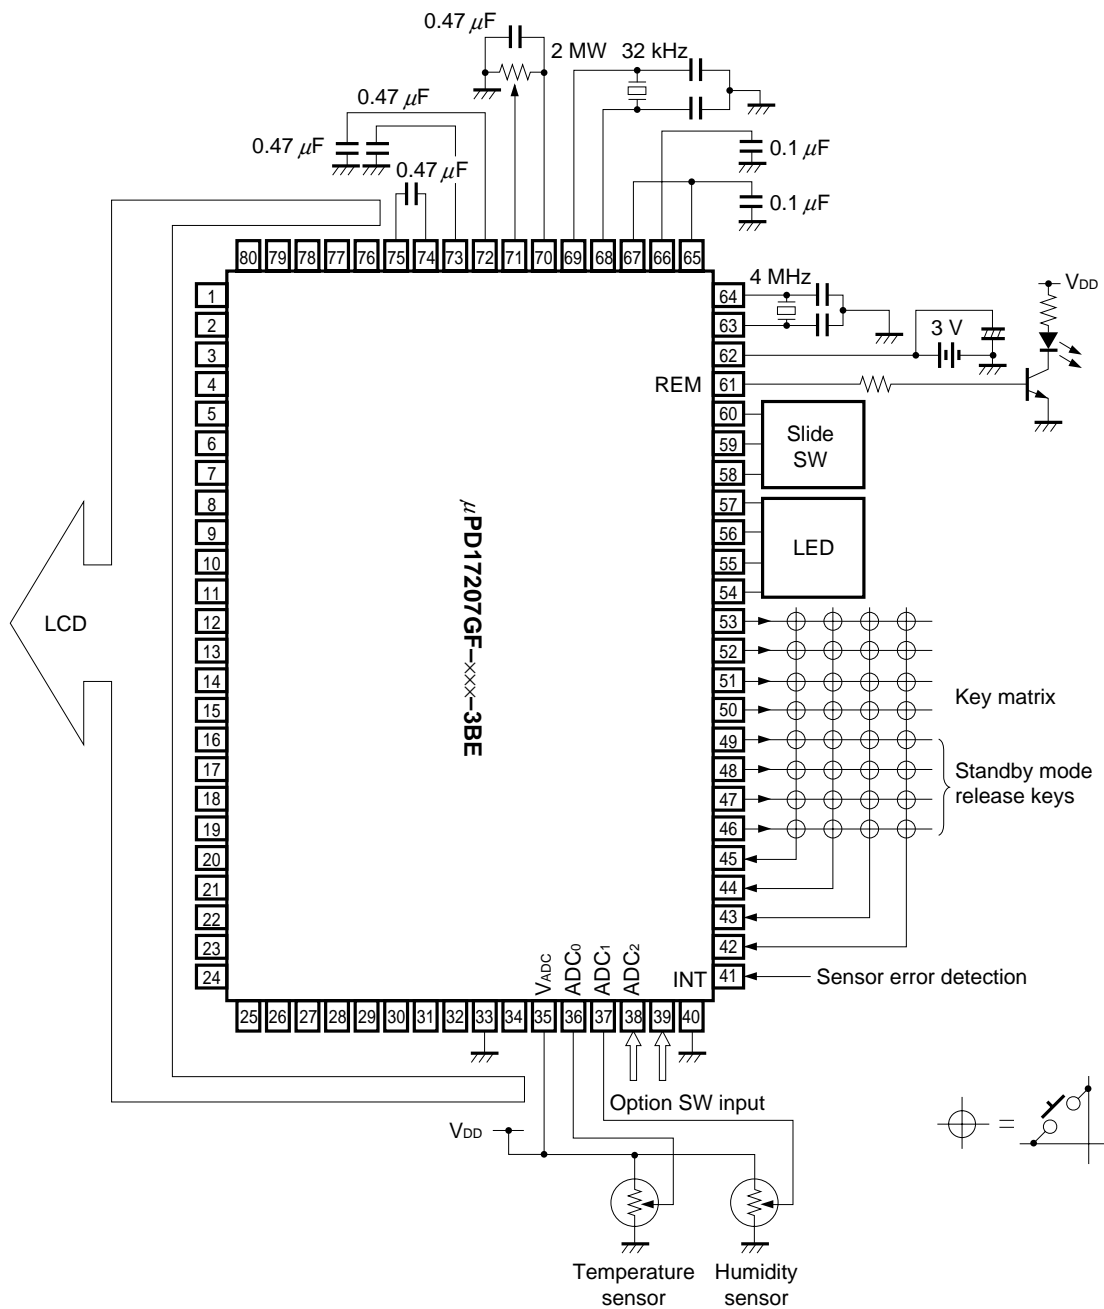 0.47 μF
2 MW 32 kHz
0.47 μF
0.47 μF
0.47 μF
0.1 μF
0.1 μF
80 79 78 77 76 75 74 73 72 71 70 69 68 67 66 65
1
2
3
4
5
6
7
8
9
10
11
12
13
14
15
16
17
18
19
20
21
22
23
24
LCD
μPD17207GF–×××–3BE
64
63
62
61
60
59
58
57
56
55
54
53
52
51
50
49
48
47
46
45
44
43
42
41
4 MHz
VDD
3 V
REM
Slide
SW
LED
Key matrix
Standby mode
release keys
INT
Sensor error detection
VADC
ADC0
ADC1
ADC2
25 26 27 28 29 30 31 32 33 34 35 36 37 38 39 40
Option SW input
VDD
=
Temperature
sensor
Humidity
sensor